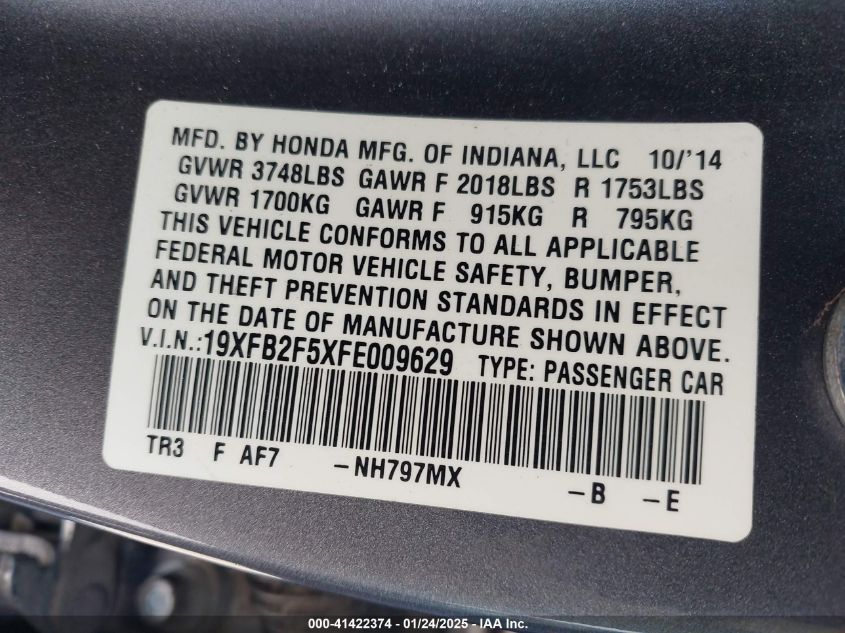 MFD. BY HONDA MFG. OF INDIANA, LLC 10/'14
GVWR 3748LBS GAWR F 2018LBS R 1753LBS
GVWR 1700KG GAWR F 915KG R 795KG
THIS VEHICLE CONFORMS TO ALL APPLICABLE
FEDERAL MOTOR VEHICLE SAFETY, BUMPER,
AND THEFT PREVENTION STANDARDS IN EFFECT
ON THE DATE OF MANUFACTURE SHOWN ABOVE.
V.I.N.:19XFB2F5XFE009629 TYPE: PASSENGER CAR
TR3 F AF7 -NH797MX -B -E
000-41422374 | 01/24/2025 - IAA Inc.